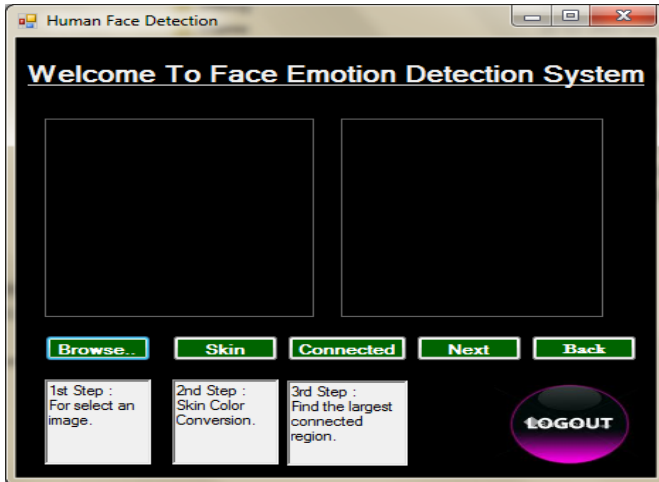 Human Face Detection
Welcome To Face Emotion Detection System
Browse..
Skin
Connected
Next
Back
1st Step :
For select an
image.
2nd Step :
Skin Color
Conversion.
3rd Step :
Find the largest
connected
region.
LOGOUT